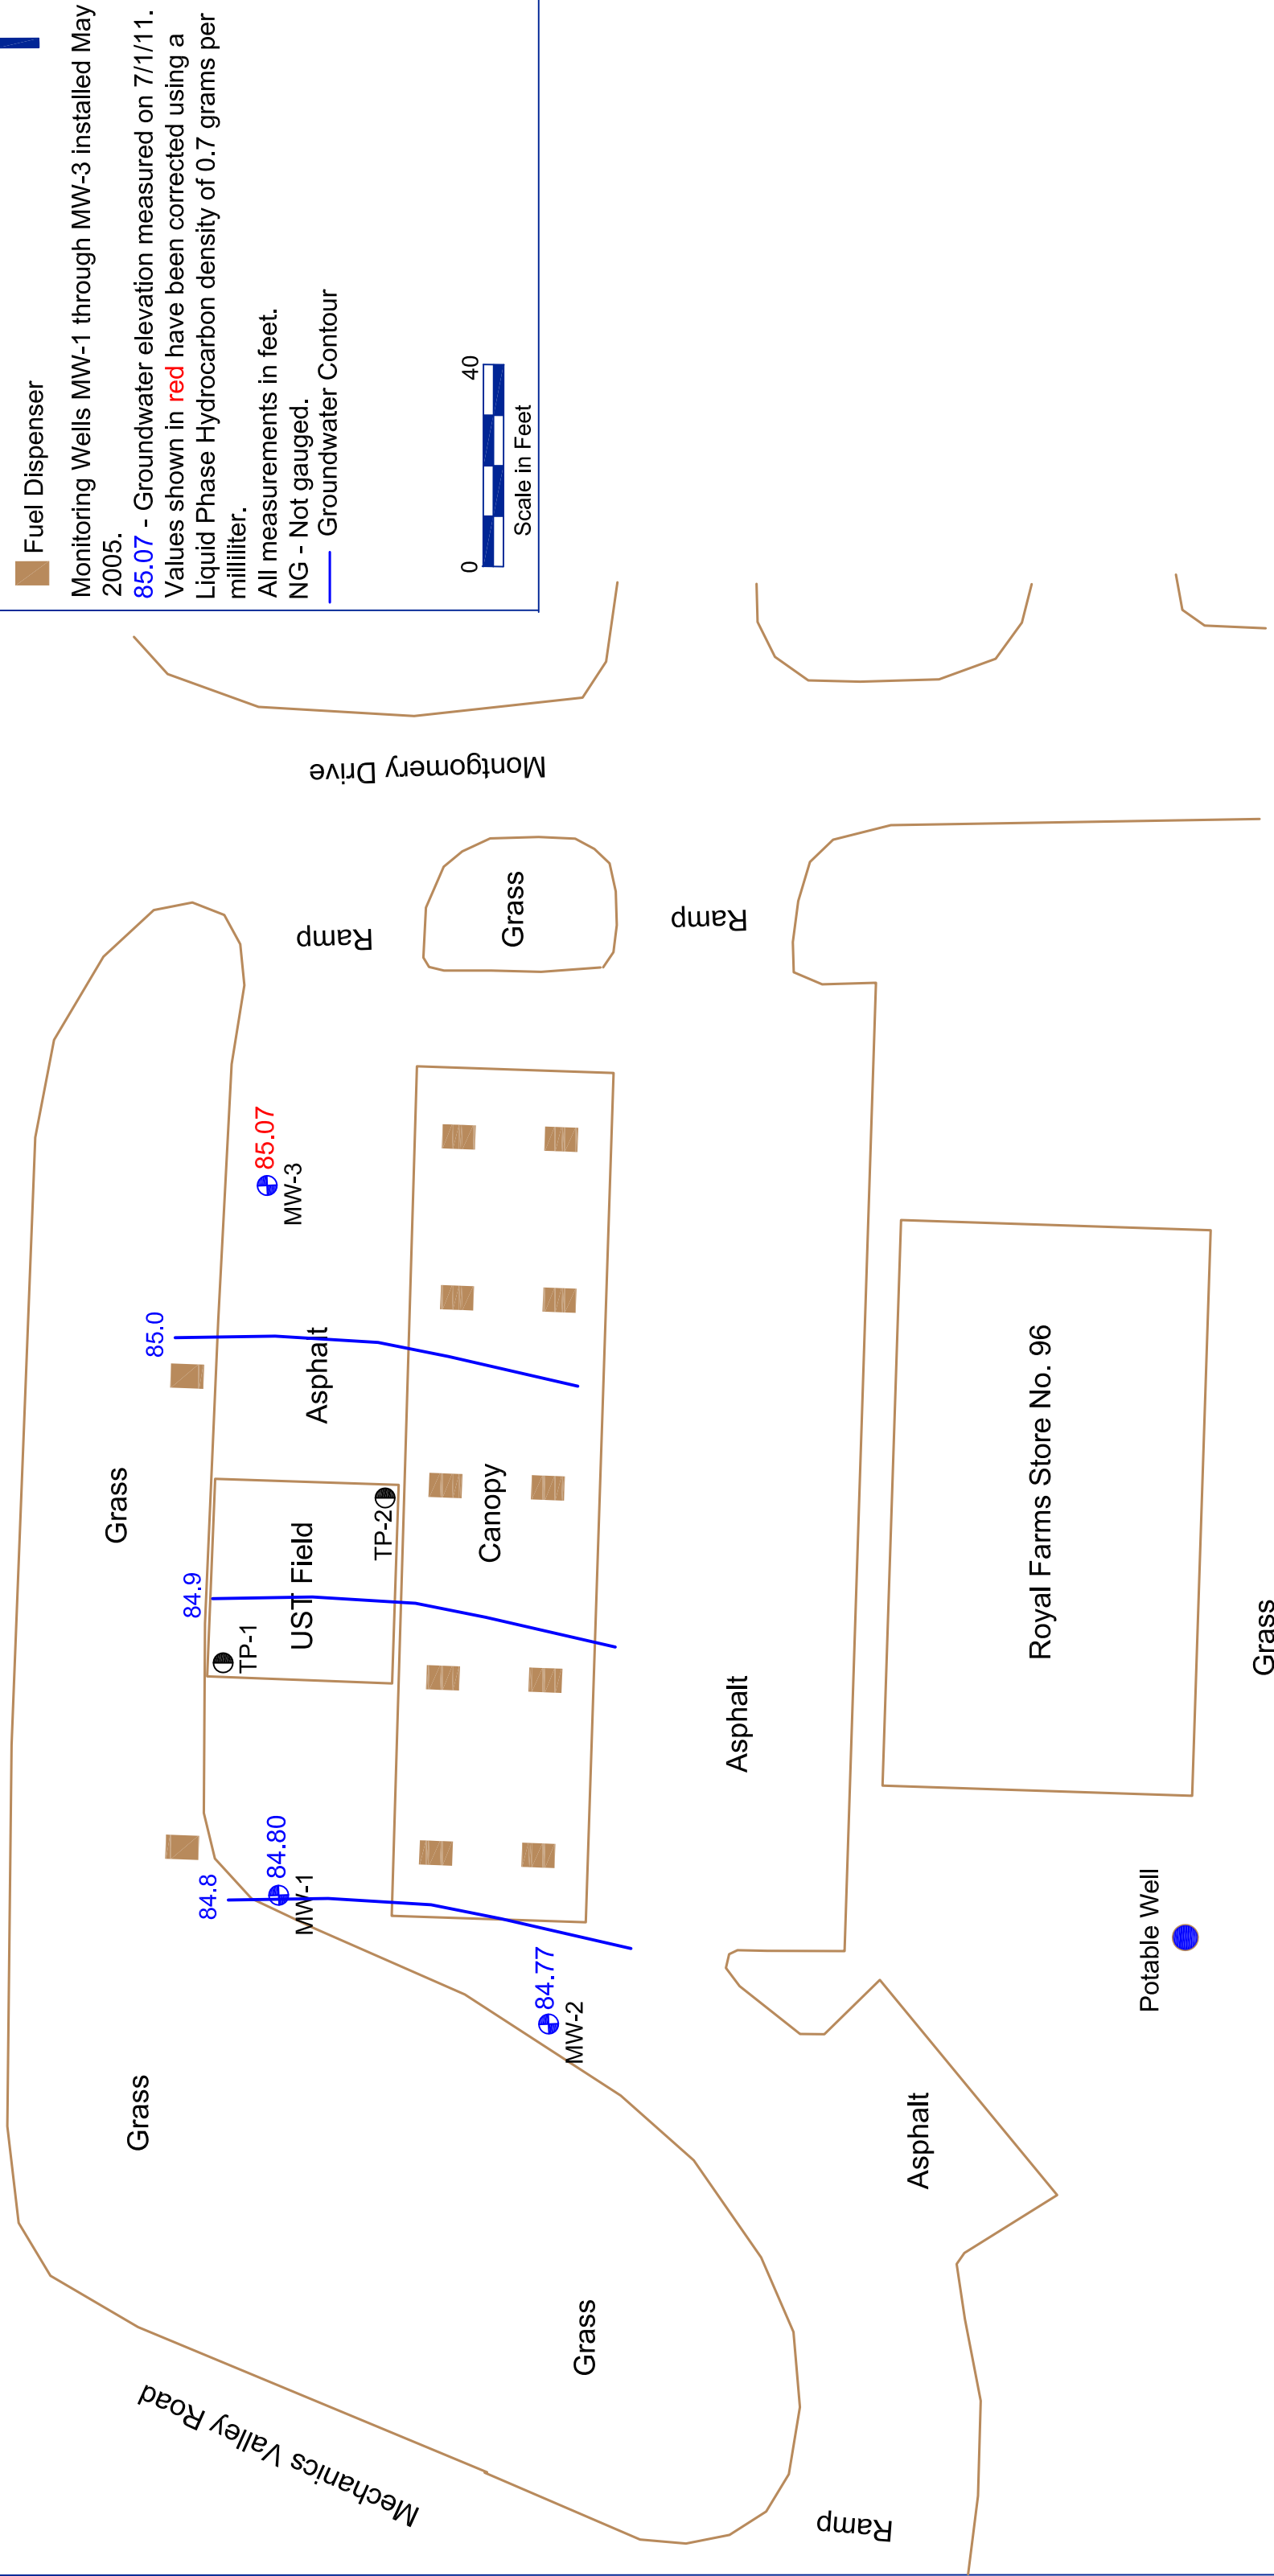 Fuel Dispenser
Monitoring Wells MW-1 through MW-3 installed May
2005.
85.07 - Groundwater elevation measured on 7/1/11.
Values shown in red have been corrected using a
Liquid Phase Hydrocarbon density of 0.7 grams per
milliliter.
All measurements in feet.
NG - Not gauged.
Groundwater Contour
0 40
Scale in Feet
Montgomery Drive
Ramp
Grass
Ramp
85.07
MW-3
85.0
Asphalt
Grass
Canopy
TP-2
UST Field
84.9
TP-1
Royal Farms Store No. 96
Grass
Asphalt
84.80
84.8
MW-1
84.77
MW-2
Potable Well
Grass
Asphalt
Grass
Mechanics Valley Road
Ramp